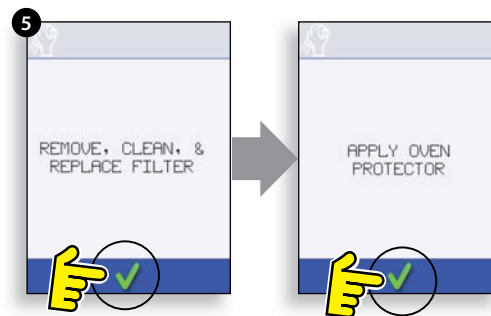 5
REMOVE, CLEAN, &
REPLACE FILTER
APPLY OVEN
PROTECTOR